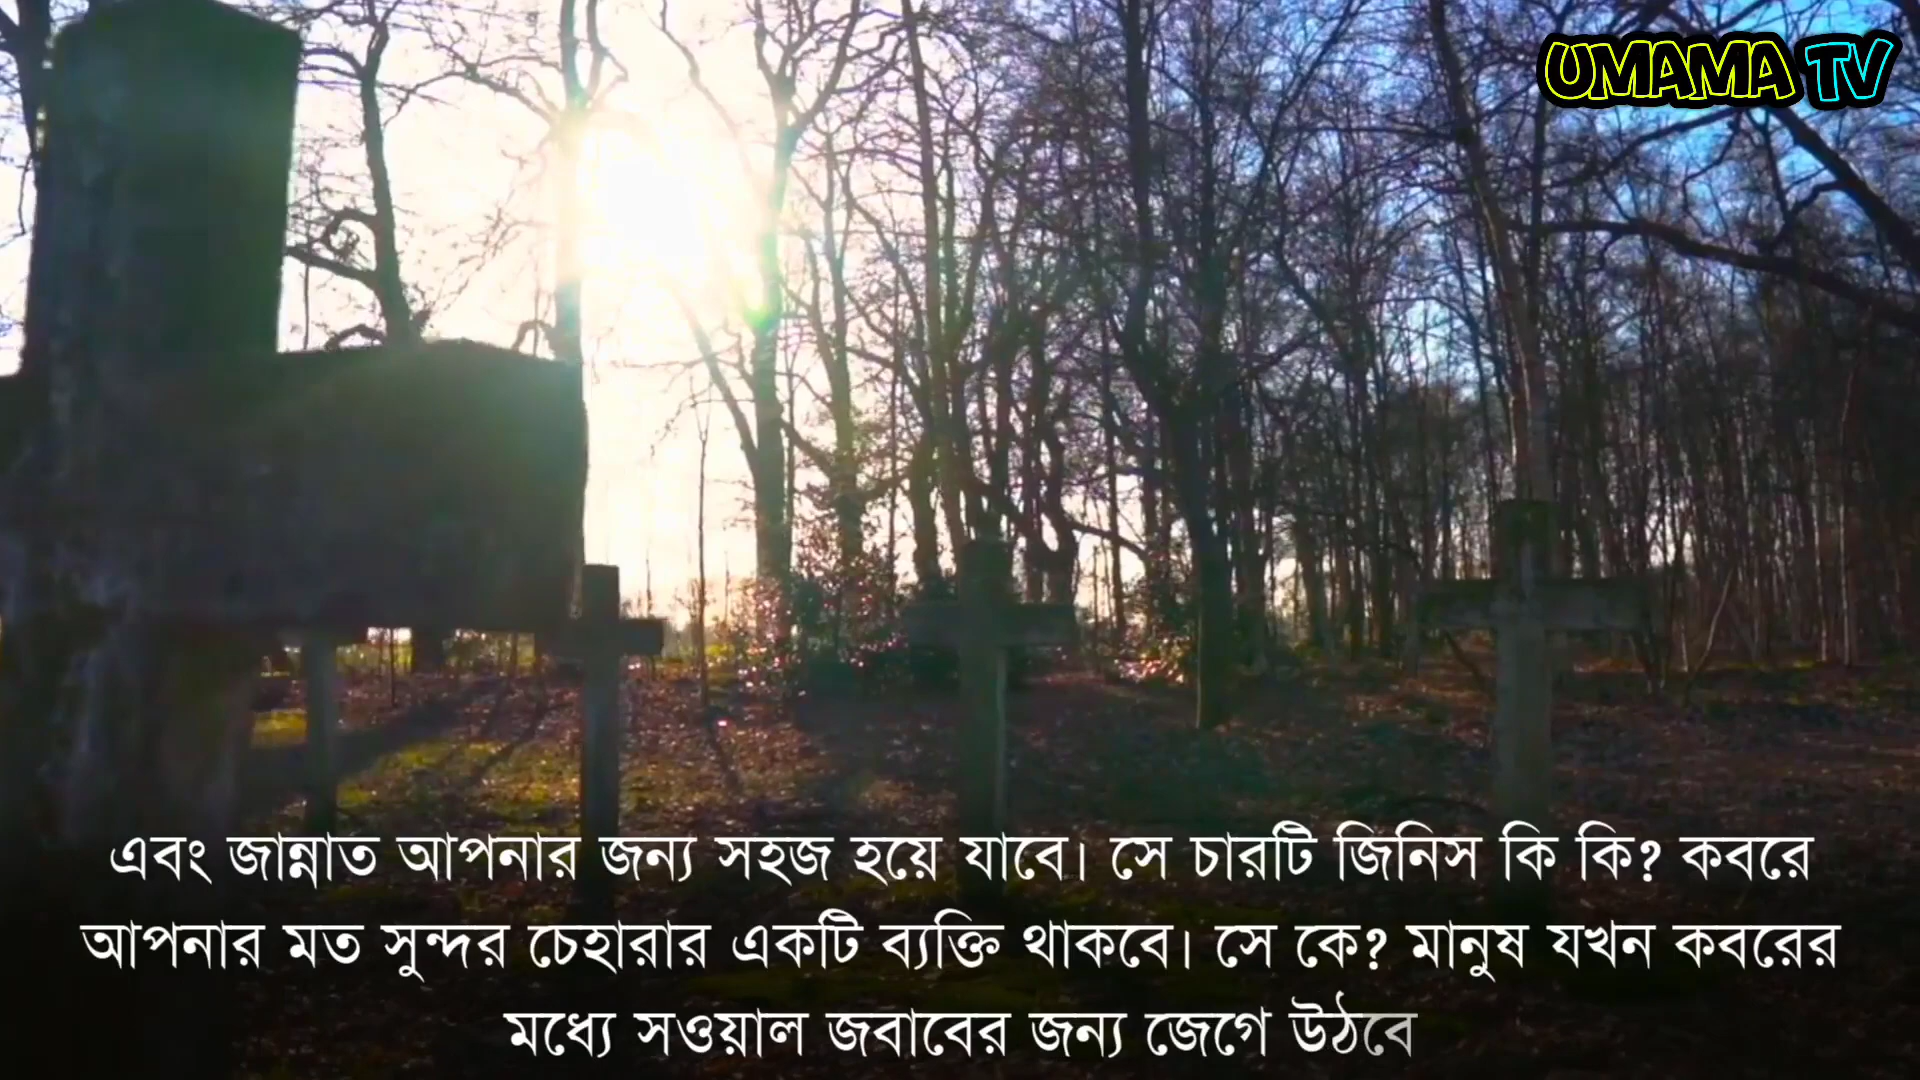 UMAMA TV
এবং জান্নাত আপনার জন্য সহজ হয়ে যাবে। সে চারটি জিনিস কি কি? কবরে
আপনার মত সুন্দর চেহারার একটি ব্যক্তি থাকবে। সে কে? মানুষ যখন কবরের
মধ্যে সওয়াল জবাবের জন্য জেগে উঠবে